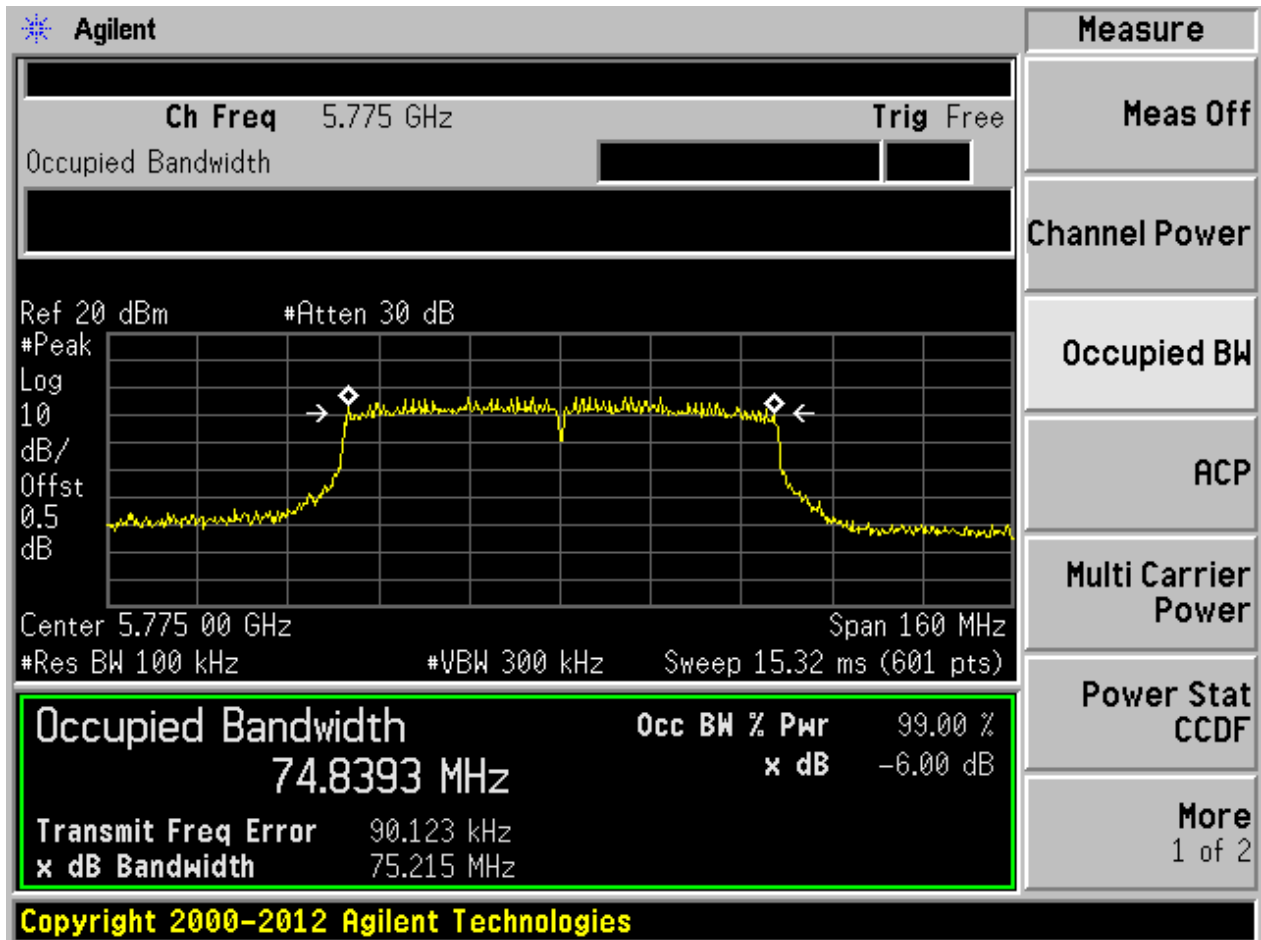 Agilent
Measure
Ch Freq 5.775 GHz Trig Free
Occupied Bandwidth
Ref 20 dBm #Atten 30 dB
#Peak
Log
10
dB/
Offst
0.5
dB
Center 5.775 00 GHz Span 160 MHz
#Res BW 100 kHz #VBW 300 kHz Sweep 15.32 ms (601 pts)
Occupied Bandwidth
74.8393 MHz
Occ BW % Pwr 99.00 %
x dB -6.00 dB
Transmit Freq Error 90.123 kHz
x dB Bandwidth 75.215 MHz
Meas Off
Channel Power
Occupied BW
ACP
Multi Carrier
Power
Power Stat
CCDF
More
1 of 2
Copyright 2000-2012 Agilent Technologies